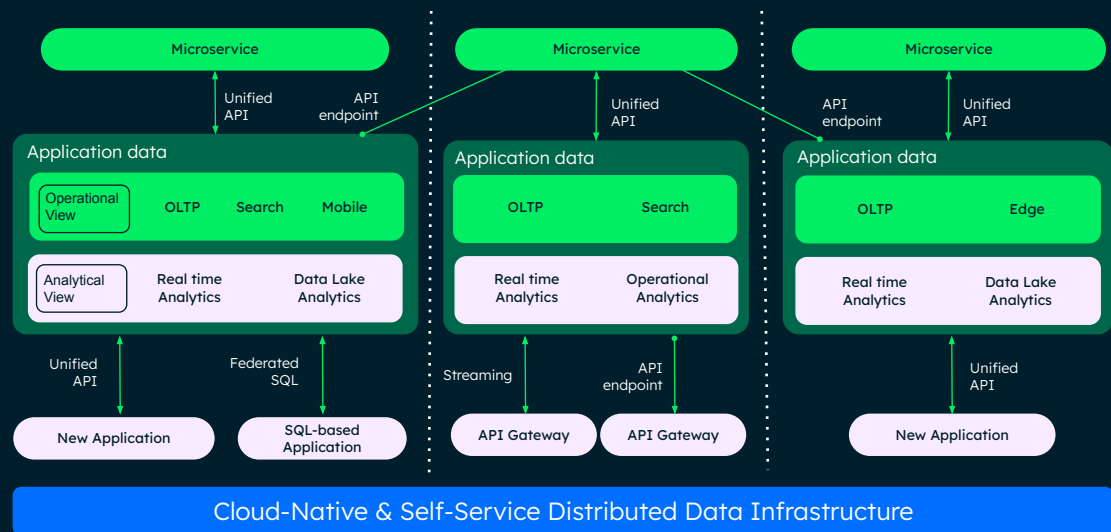 Microservice
Microservice
Microservice
Unified
API
API
endpoint
Unified
API
API
endpoint
Unified
API
Application data
Operational
View
OLTP
Search
Mobile
Analytical
View
Real time
Analytics
Data Lake
Analytics
Application data
OLTP
Search
Real time
Analytics
Operational
Analytics
Application data
OLTP
Edge
Real time
Analytics
Data Lake
Analytics
Unified
API
Federated
SQL
Streaming
API
endpoint
Unified
API
New Application
SQL-based
Application
API Gateway
API Gateway
New Application
Cloud-Native & Self-Service Distributed Data Infrastructure